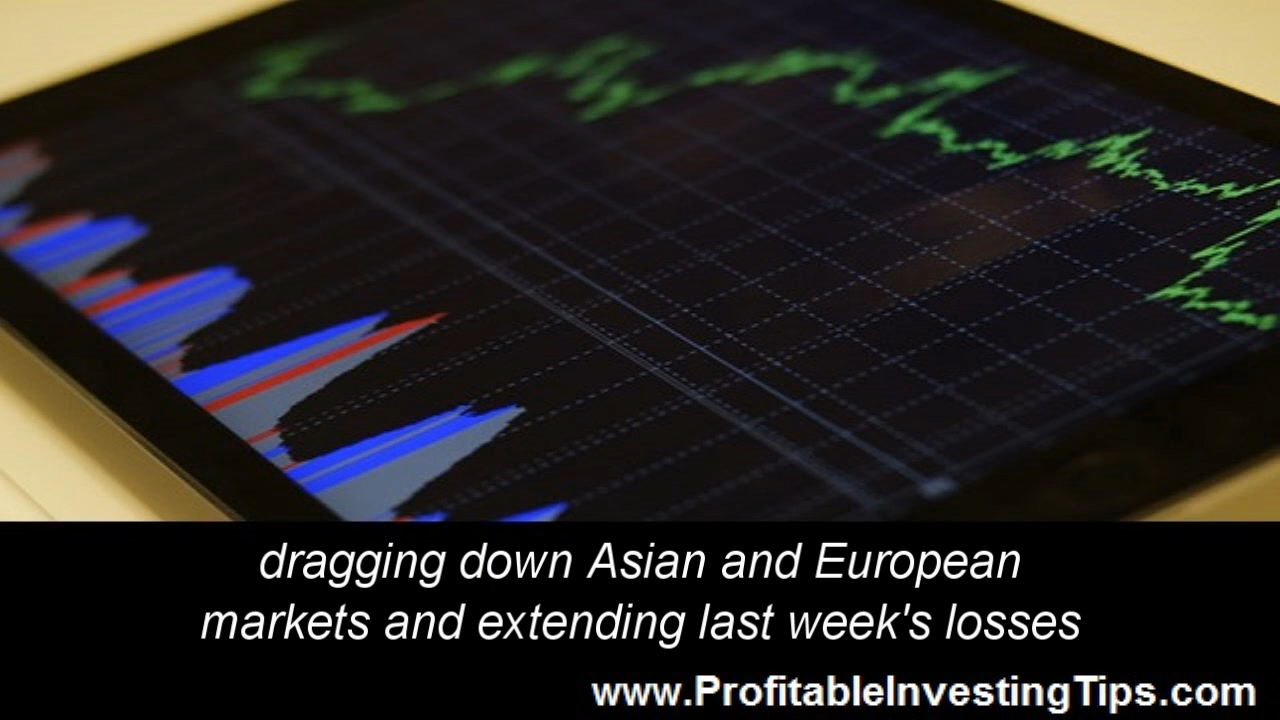 dragging down Asian and European
markets and extending last week's losses
www.ProfitableInvestingTips.com